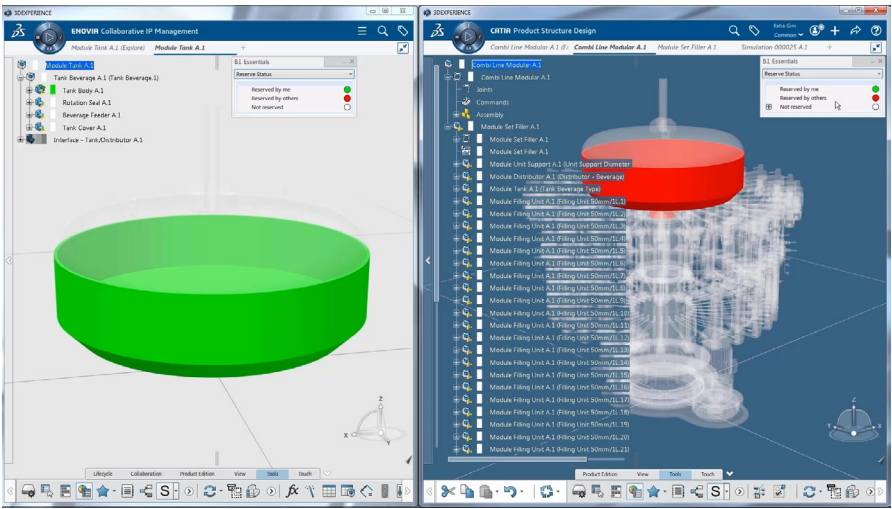 3DEXPERIENCE
ENOVIA Collaborative IP Management
Module Tank A.1 (Explore) Module Tank A.1 +
Module Tank A.1
Tank Beverage A.1 (Tank Beverage.1)
Tank Body A.1
Rotation Seal A.1
Beverage Feeder A.1
Tank Cover A.1
Interface - Tank/Distributor A.1
B.I. Essentials
Reserve Status
Reserved by me
Reserved by others
Not reserved
Z
X
Y
Lifecycle Collaboration Product Edition View Tools Touch
3DEXPERIENCE
CATIA Product Structure Design
Katia Grin
Common
Combi Line Modular A.1 Combi Line Modular A.1 Module Set Filler A.1 Simulation 000025 A.1 +
Combi Line Modular A.1
Combi Line Modular A.1
Joints
Commands
Assembly
Module Set Filler A.1
Module Set Filler A.1
Module Set Filler A.1
Module Unit Support A.1 (Unit Support Diameter
Module Distributor A.1 (Distributor - Beverage)
Module Tank A.1 (Tank Beverage Type)
Module Filling Unit A.1 (Filling Unit 50mm/1L.1)
Module Filling Unit A.1 (Filling Unit 50mm/1L.2)
Module Filling Unit A.1 (Filling Unit 50mm/1L.3)
Module Filling Unit A.1 (Filling Unit 50mm/1L.4)
Module Filling Unit A.1 (Filling Unit 50mm/1L.5)
Module Filling Unit A.1 (Filling Unit 50mm/1L.6)
Module Filling Unit A.1 (Filling Unit 50mm/1L.7)
Module Filling Unit A.1 (Filling Unit 50mm/1L.8)
Module Filling Unit A.1 (Filling Unit 50mm/1L.9)
Module Filling Unit A.1 (Filling Unit 50mm/1L.10)
Module Filling Unit A.1 (Filling Unit 50mm/1L.11)
Module Filling Unit A.1 (Filling Unit 50mm/1L.12)
Module Filling Unit A.1 (Filling Unit 50mm/1L.13)
Module Filling Unit A.1 (Filling Unit 50mm/1L.14)
Module Filling Unit A.1 (Filling Unit 50mm/1L.15)
Module Filling Unit A.1 (Filling Unit 50mm/1L.16)
Module Filling Unit A.1 (Filling Unit 50mm/1L.17)
Module Filling Unit A.1 (Filling Unit 50mm/1L.18)
Module Filling Unit A.1 (Filling Unit 50mm/1L.19)
Module Filling Unit A.1 (Filling Unit 50mm/1L.20)
Module Filling Unit A.1 (Filling Unit 50mm/1L.21)
B.I. Essentials
Reserve Status
Reserved by me
Reserved by others
Not reserved
Z
Y
X
Product Edition View Tools Touch